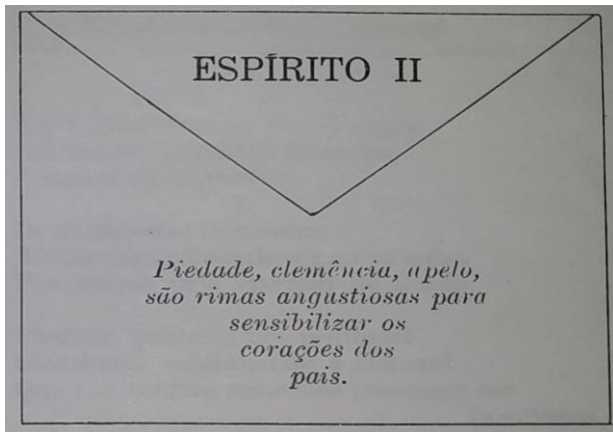 ESPÍRITO II
Piedade, clemência, apelo,
são rimas angustiosas para
sensibilizar os
corações dos
pais.